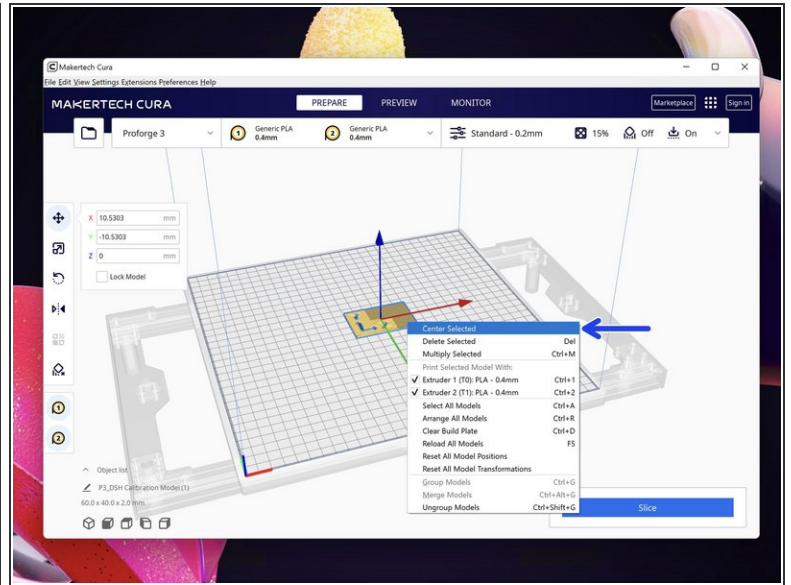 Makertech Cura
File Edit View Settings Extensions Preferences Help
MAKERTECH CURA
PREPARE
PREVIEW
MONITOR
Marketplace
Sign in
Proforge 3
1
Generic PLA
0.4mm
2
Generic PLA
0.4mm
Standard - 0.2mm
15%
Off
On
X 10.5303 mm
Y -10.5303 mm
Z 0 mm
Lock Model
Center Selected
Delete Selected Del
Multiply Selected Ctrl+M
Print Selected Model With:
Extruder 1 (T0): PLA - 0.4mm Ctrl+1
Extruder 2 (T1): PLA - 0.4mm Ctrl+2
Select All Models Ctrl+A
Arrange All Models Ctrl+R
Clear Build Plate Ctrl+D
Reload All Models F5
Reset All Model Positions
Reset All Model Transformations
Group Models Ctrl+G
Merge Models Ctrl+Alt+G
Ungroup Models Ctrl+Shift+G
1
2
Object list
P3_DSH Calibration Model(1)
60.0 x 40.0 x 2.0 mm
Slice